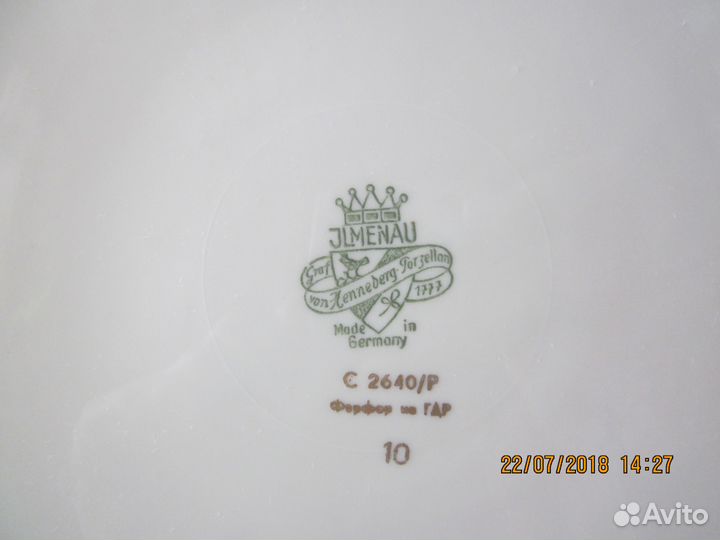 JLMENAU
Graf
von Henneberg-Porzellan
1777
Made in
Germany
С 2640/Р
Фарфор из ГДР
10
22/07/2018 14:27
Avito